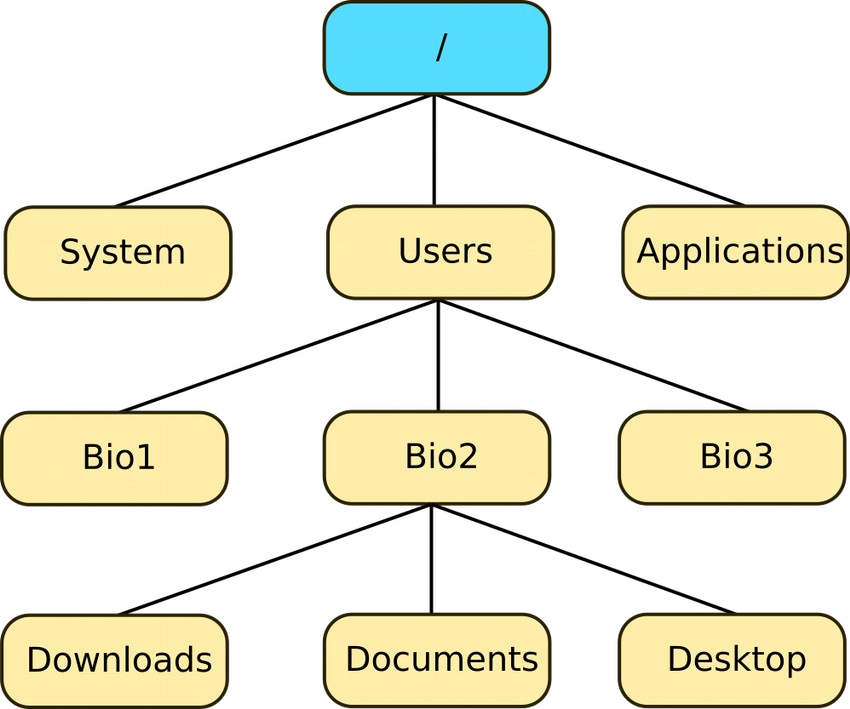 /
System
Users
Applications
Bio1
Bio2
Bio3
Downloads
Documents
Desktop